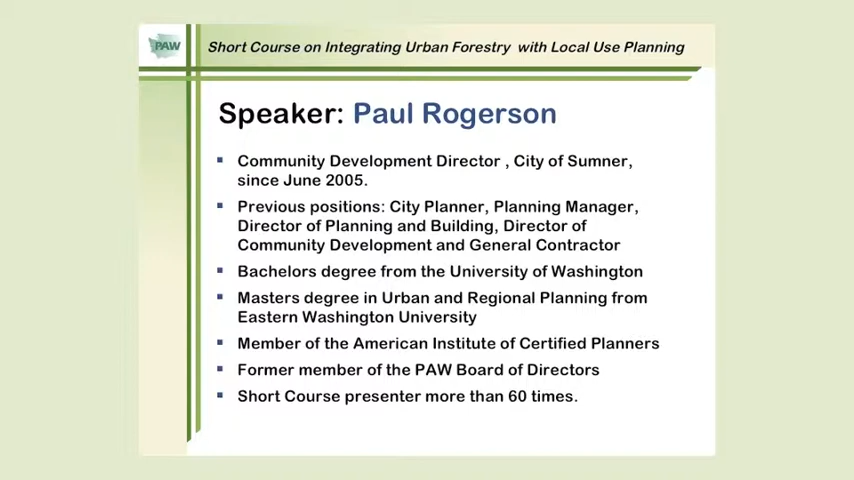 PAW
Short Course on Integrating Urban Forestry with Local Use Planning
Speaker: Paul Rogerson
Community Development Director , City of Sumner,
since June 2005.
Previous positions: City Planner, Planning Manager,
Director of Planning and Building, Director of
Community Development and General Contractor
Bachelors degree from the University of Washington
Masters degree in Urban and Regional Planning from
Eastern Washington University
Member of the American Institute of Certified Planners
Former member of the PAW Board of Directors
Short Course presenter more than 60 times.